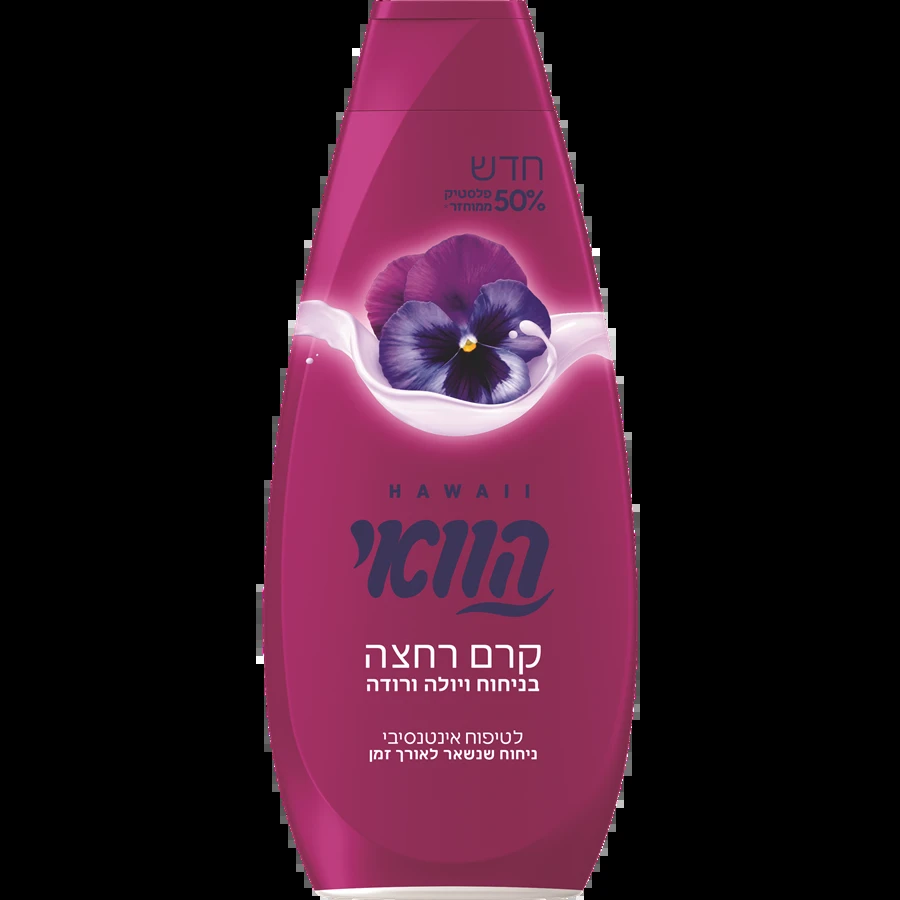 חדש
50% פלסטיק
ממוחזר*
HAWAII
הוואי
קרם רחצה
בניחוח ויולה ורודה
לטיפוח אינטנסיבי
ניחוח שנשאר לאורך זמן